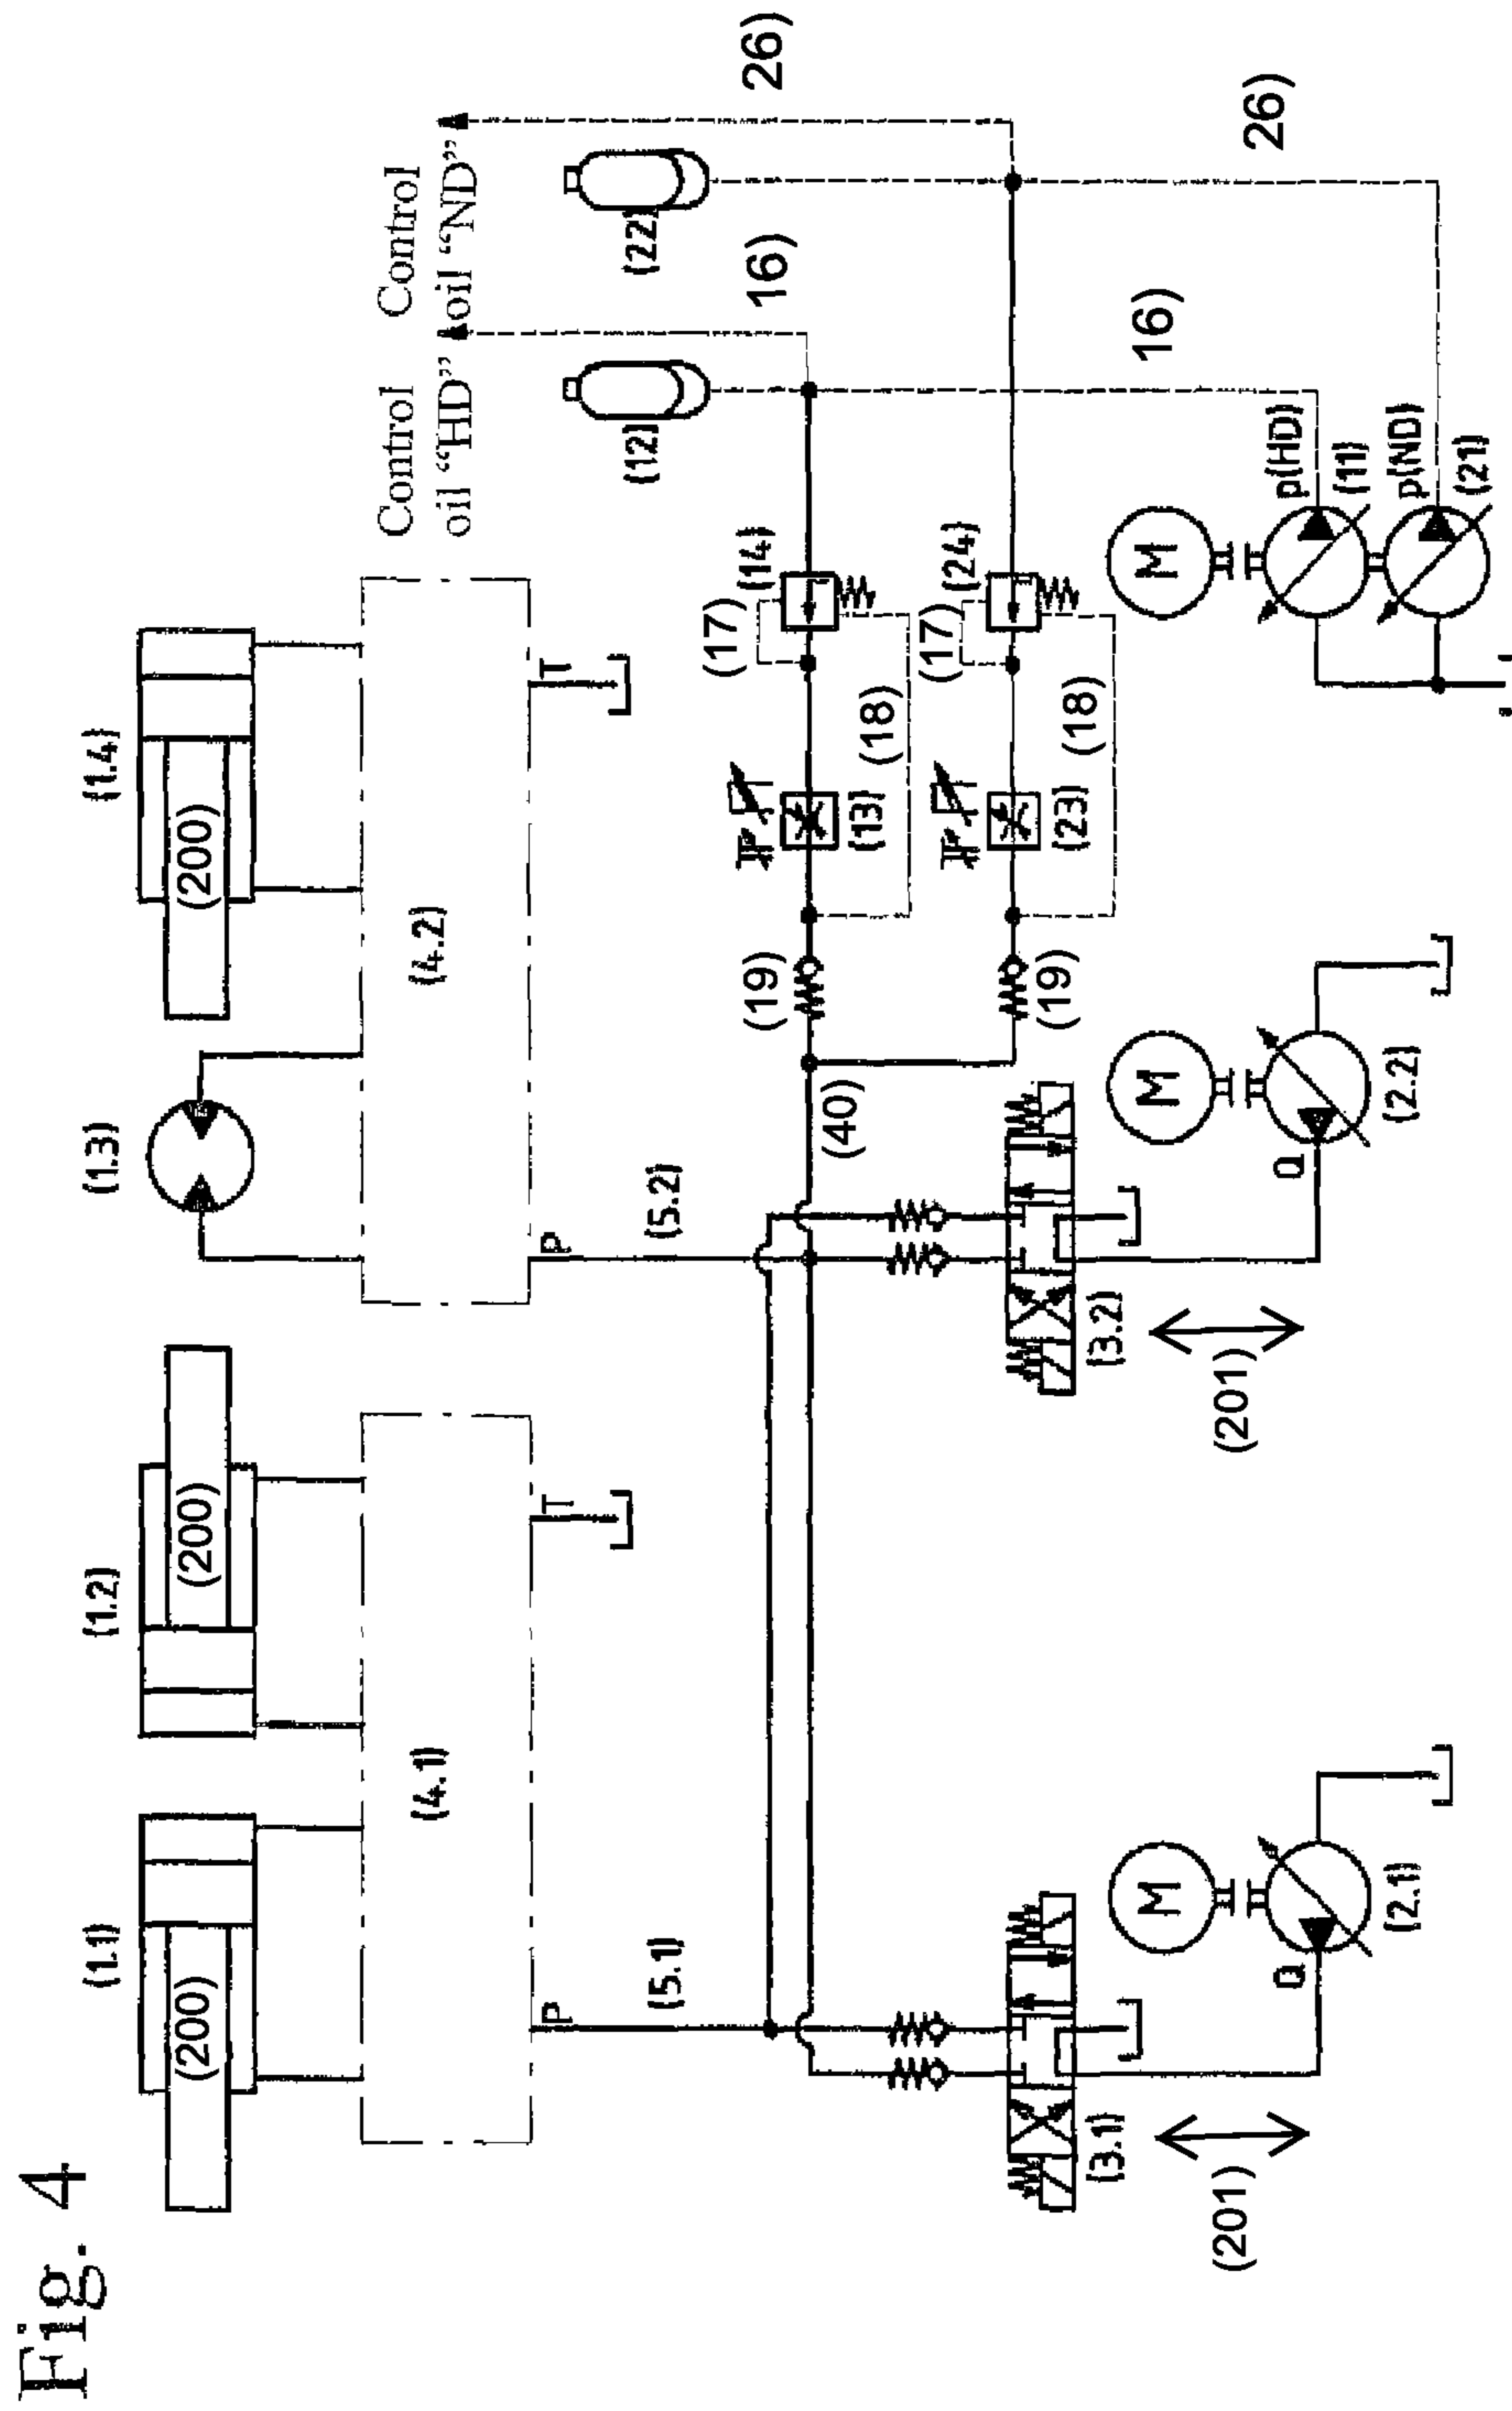 Fig. 4
(1.1)
(1.2)
(1.3)
(1.4)
(200)
(200)
(200)
(4.1)
(4.2)
Control
oil “HD”
Control
oil “ND”
P
T
P
T
(5.1)
(5.2)
(12)
(22)
16)
26)
(40)
(19)
(13)
(17)
(14)
(18)
(19)
(23)
(17)
(24)
(18)
16)
26)
(3.1)
(3.2)
(201)
(201)
M
Q
(2.1)
M
Q
(2.2)
M
p(HD)
(11)
p(ND)
(21)